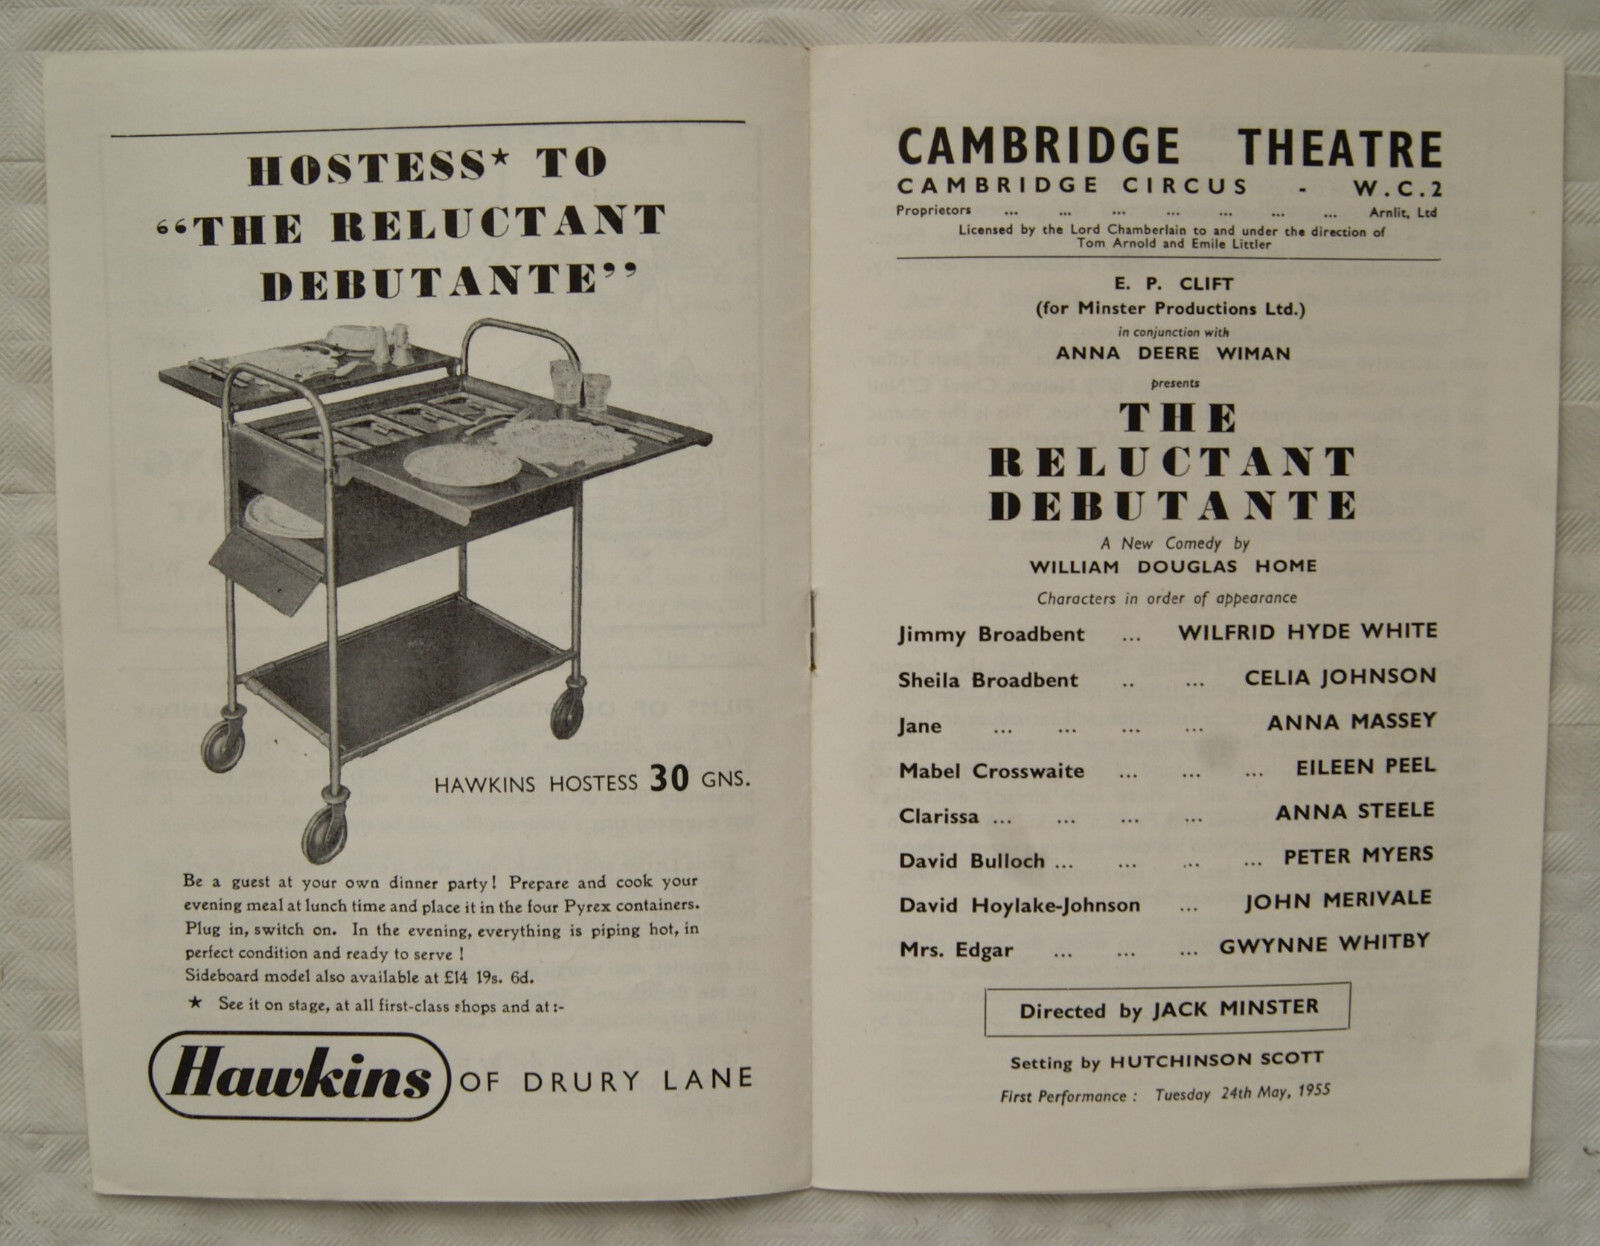 HOSTESS★ TO
“THE RELUCTANT
DEBUTANTE”
HAWKINS HOSTESS 30 GNS.
Be a guest at your own dinner party! Prepare and cook your
evening meal at lunch time and place it in the four Pyrex containers.
Plug in, switch on. In the evening, everything is piping hot, in
perfect condition and ready to serve !
Sideboard model also available at £14 19s. 6d.
★ See it on stage, at all first-class shops and at :-
Hawkins OF DRURY LANE
CAMBRIDGE THEATRE
CAMBRIDGE CIRCUS - W.C.2
Proprietors ... ... ... ... ... ... ... Arnlit, Ltd
Licensed by the Lord Chamberlain to and under the direction of
Tom Arnold and Emile Littler
E. P. CLIFT
(for Minster Productions Ltd.)
in conjunction with
ANNA DEERE WIMAN
presents
THE
RELUCTANT
DEBUTANTE
A New Comedy by
WILLIAM DOUGLAS HOME
Characters in order of appearance
Jimmy Broadbent ... WILFRID HYDE WHITE
Sheila Broadbent .. ... CELIA JOHNSON
Jane ... ... ... ... ANNA MASSEY
Mabel Crosswaite ... ... ... EILEEN PEEL
Clarissa ... ... ... ... ANNA STEELE
David Bulloch ... ... ... ... PETER MYERS
David Hoylake-Johnson ... JOHN MERIVALE
Mrs. Edgar ... ... ... GWYNNE WHITBY
Directed by JACK MINSTER
Setting by HUTCHINSON SCOTT
First Performance : Tuesday 24th May, 1955